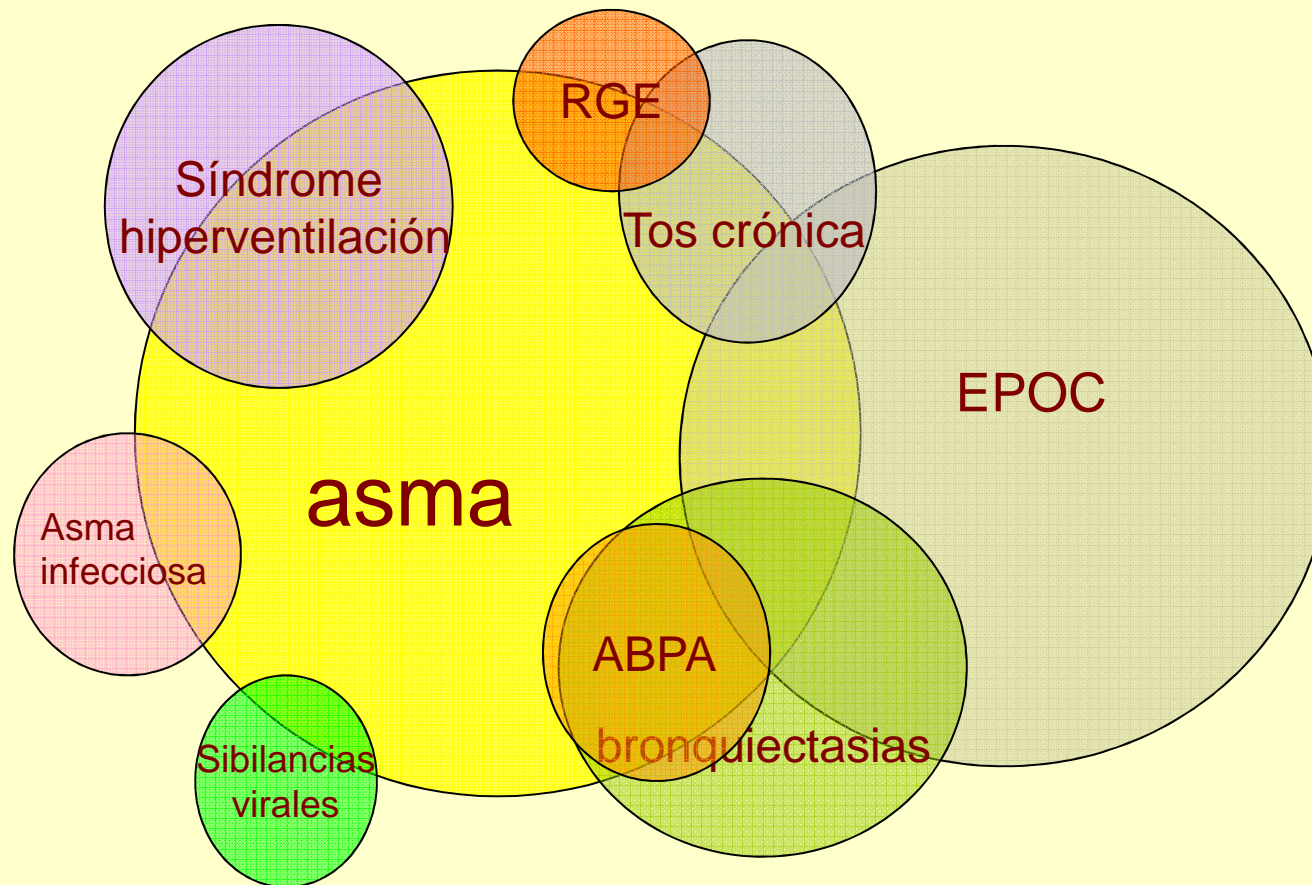 RGE
Síndrome
hiperventilación
Tos crónica
EPOC
asma
Asma
infecciosa
ABPA
bronquiectasias
Sibilancias
virales